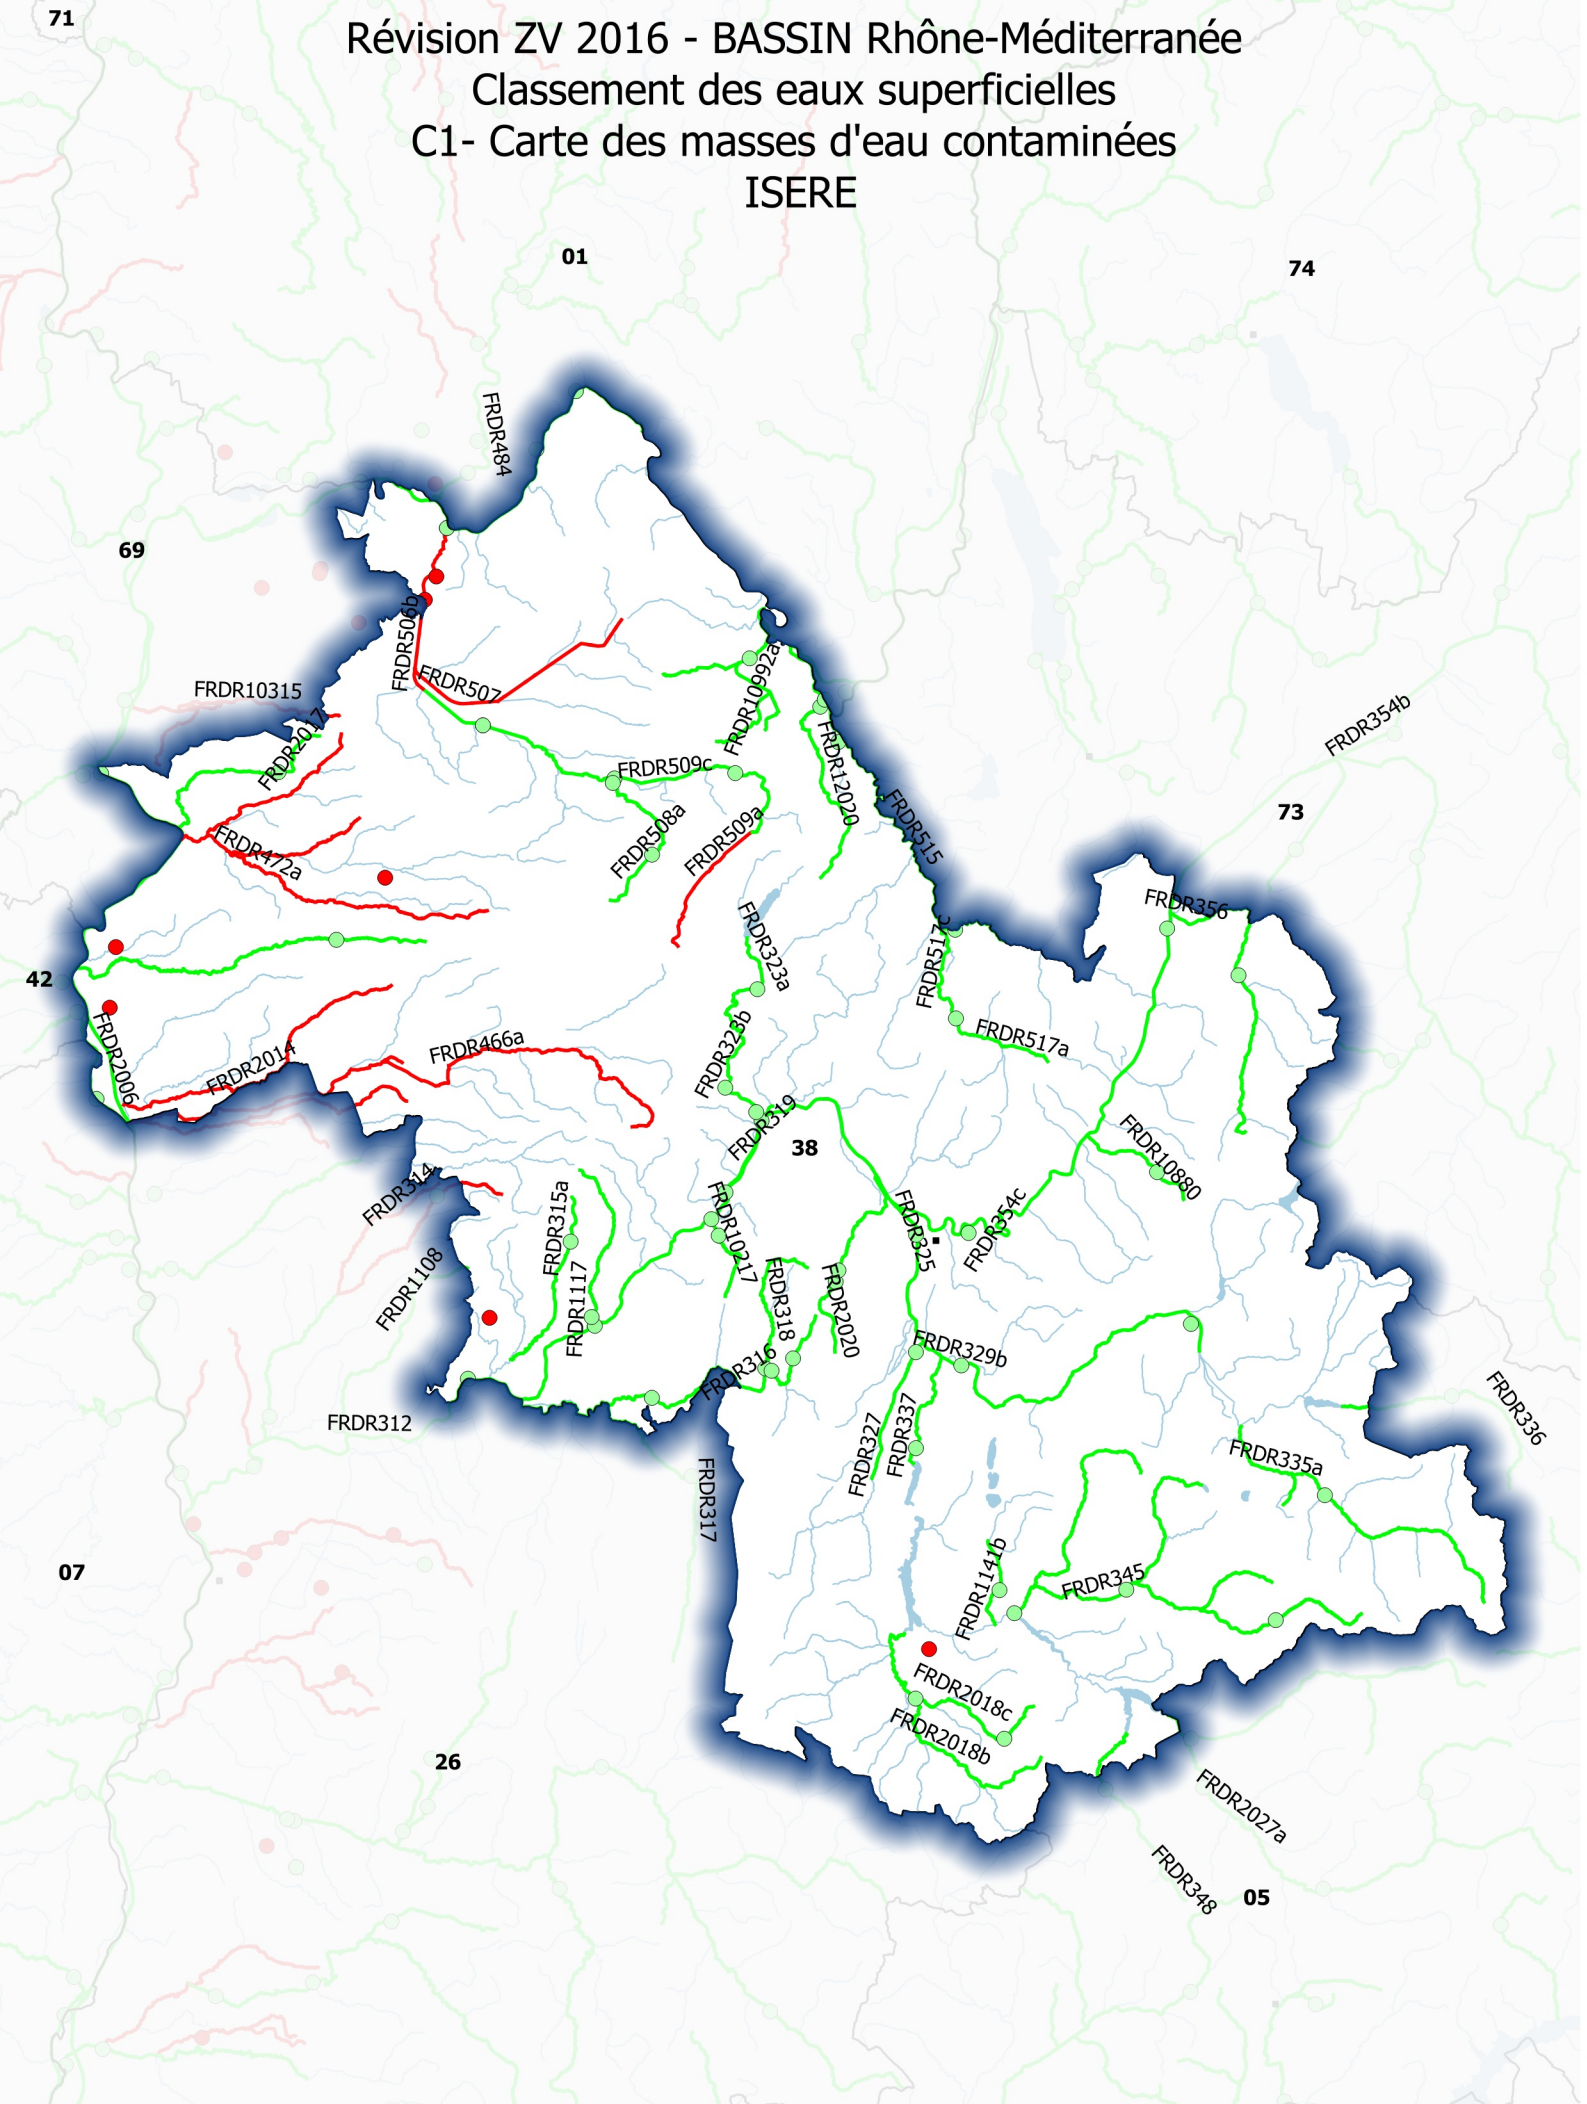 71
Révision ZV 2016 - BASSIN Rhône-Méditerranée
Classement des eaux superficielles
C1- Carte des masses d'eau contaminées
ISERE
01
74
FRDR484
69
FRDR506b
FRDR507
FRDR10315
FRDR2017
FRDR10992a
FRDR354b
FRDR509c
FRDR12020
FRDR515
73
FRDR508a
FRDR509a
FRDR472a
FRDR356
FRDR323a
FRDR517c
42
FRDR2006
FRDR2014
FRDR466a
FRDR323b
FRDR517a
FRDR319
38
FRDR10880
FRDR314
FRDR315a
FRDR10217
FRDR325
FRDR354c
FRDR1108
FRDR1117
FRDR318
FRDR2020
FRDR329b
FRDR316
FRDR312
FRDR327
FRDR337
FRDR336
FRDR335a
FRDR317
07
FRDR1141b
FRDR345
FRDR2018c
FRDR2018b
26
FRDR2027a
FRDR348
05